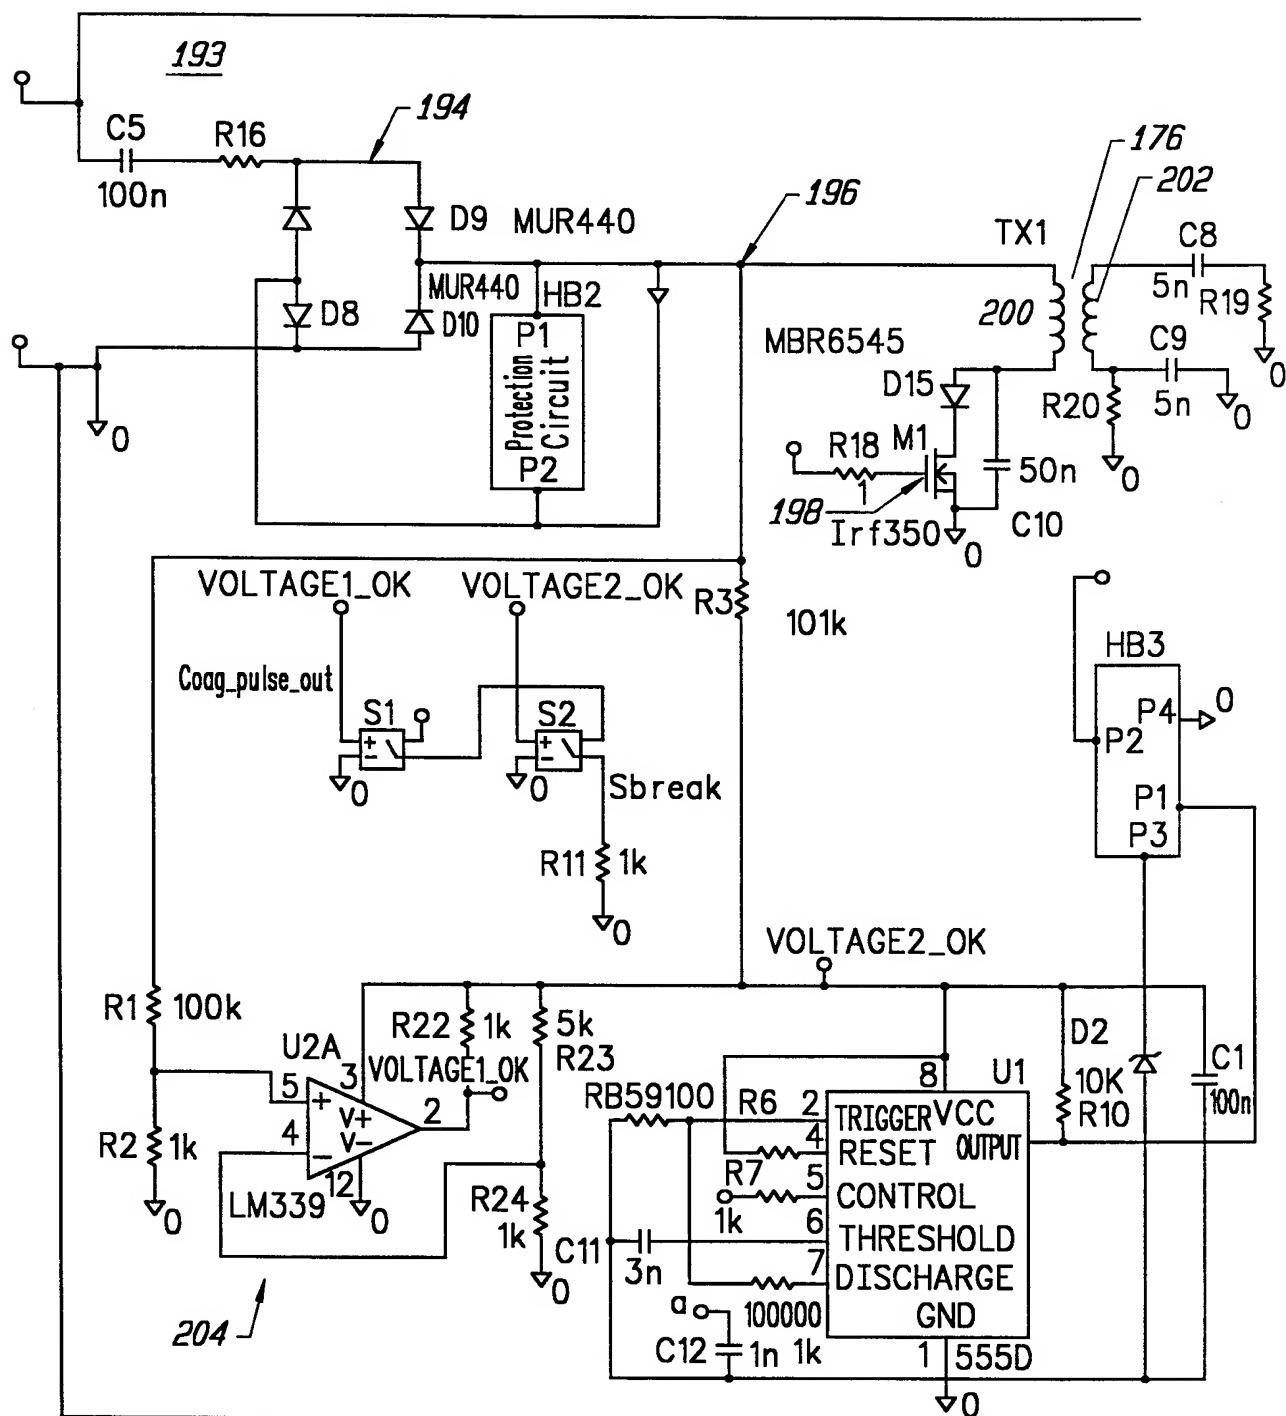 193
194
C5
R16
100n
D9
MUR440
196
176
202
TX1
C8
5n
R19
0
MUR440
HB2
D8
D10
P1
Protection
Circuit
P2
0
200
MBR6545
D15
C9
5n
R20
0
0
R18
M1
1
198
Irf350
50n
C10
0
VOLTAGE1_OK
VOLTAGE2_OK
R3
101k
Coag_pulse_out
S1
+
-
0
S2
+
-
0
Sbreak
R11
1k
0
HB3
P4
0
P2
P1
P3
VOLTAGE2_OK
R1
100k
R22
1k
5k
R23
VOLTAGE1_OK
U2A
5
+
3
V+
V-
2
4
-
12
LM339
0
R2
1k
0
R24
1k
0
204
RB59100
R6
R7
1k
C11
3n
a
C12
1n
100000
1k
8
U1
2
TRIGGER
VCC
4
RESET
OUTPUT
5
CONTROL
6
THRESHOLD
7
DISCHARGE
GND
1
555D
0
D2
10K
R10
C1
100n